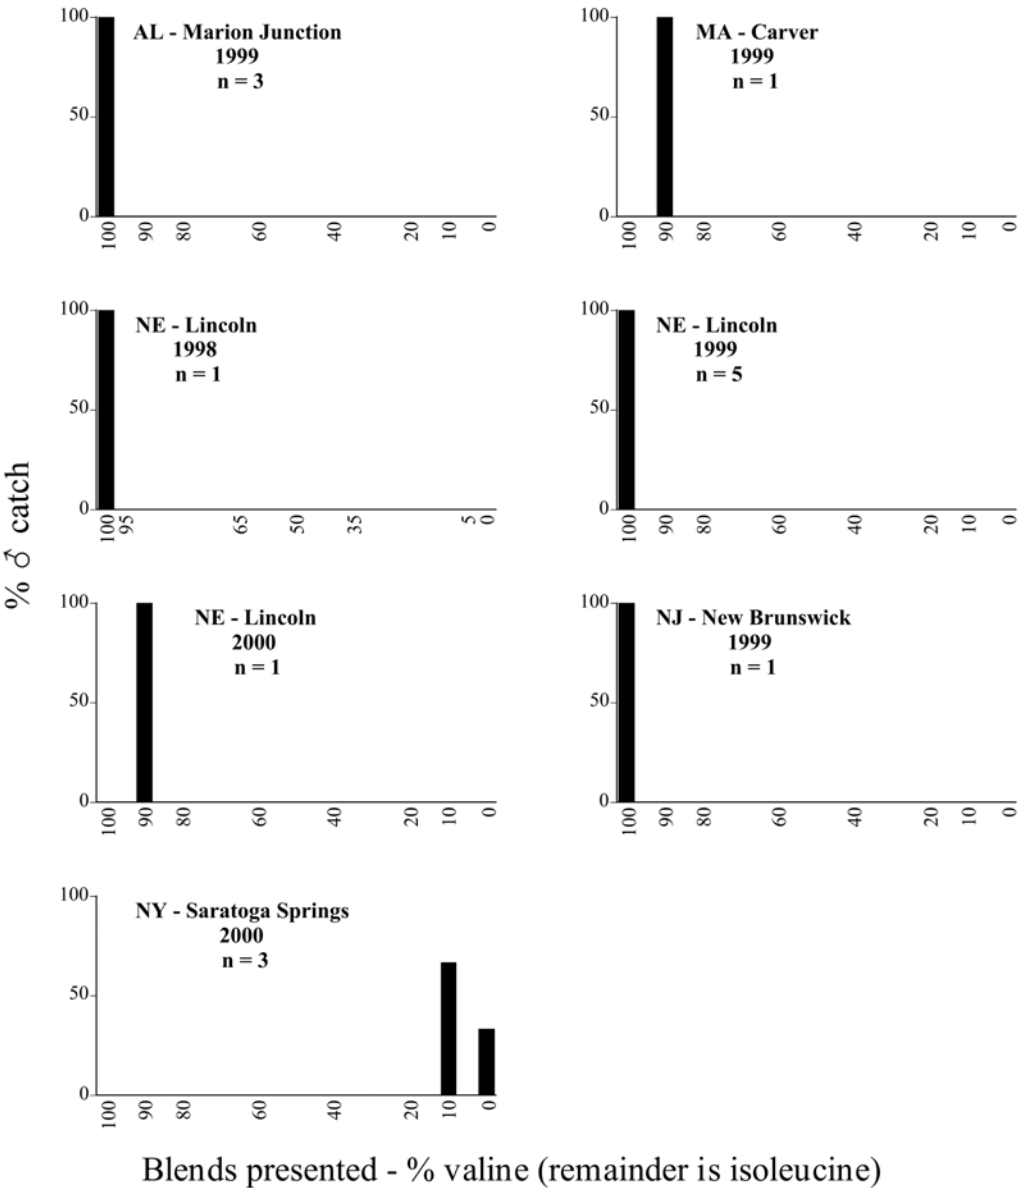 100
50
0
AL - Marion Junction
1999
n = 3
100 90 80 60 40 20 10 0
100
50
0
MA - Carver
1999
n = 1
100 90 80 60 40 20 10 0
100
50
0
NE - Lincoln
1998
n = 1
100 95 65 50 35 5 0
100
50
0
NE - Lincoln
1999
n = 5
100 90 80 60 40 20 10 0
% ♂ catch
100
50
0
NE - Lincoln
2000
n = 1
100 90 80 60 40 20 10 0
100
50
0
NJ - New Brunswick
1999
n = 1
100 90 80 60 40 20 10 0
100
50
0
NY - Saratoga Springs
2000
n = 3
100 90 80 60 40 20 10 0
Blends presented - % valine (remainder is isoleucine)